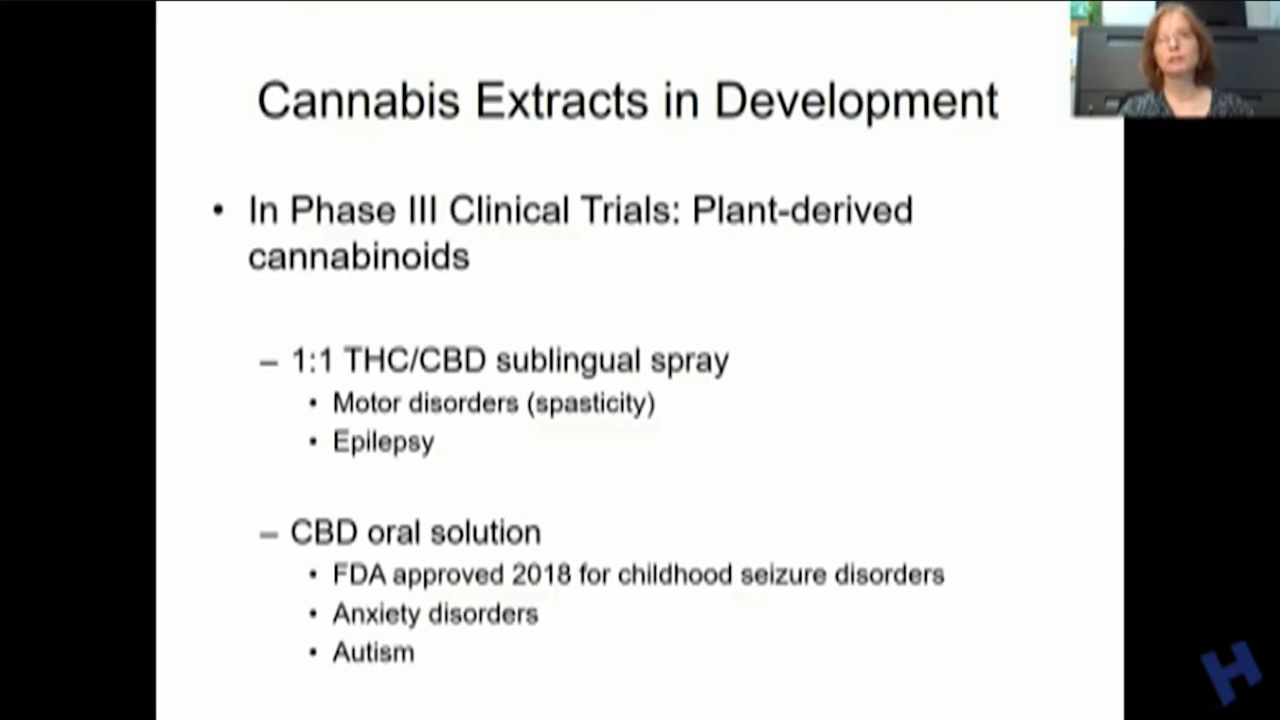 Cannabis Extracts in Development
• In Phase III Clinical Trials: Plant-derived
cannabinoids
– 1:1 THC/CBD sublingual spray
• Motor disorders (spasticity)
• Epilepsy
– CBD oral solution
• FDA approved 2018 for childhood seizure disorders
• Anxiety disorders
• Autism
H